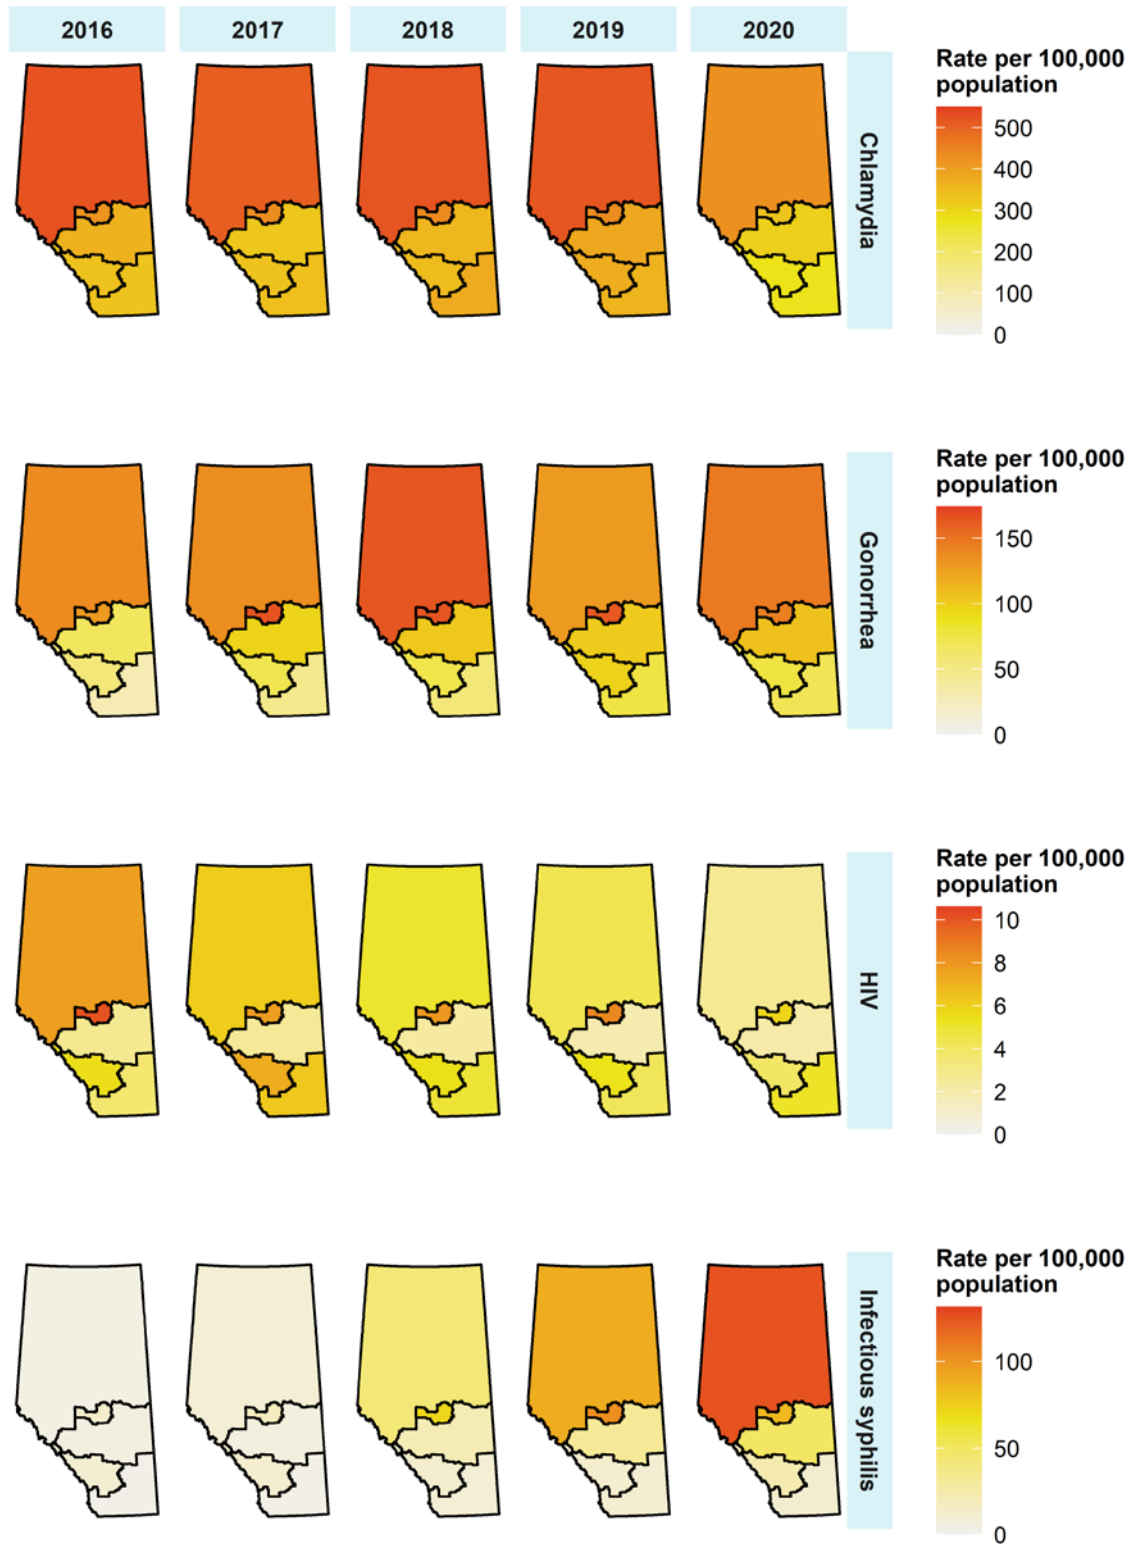 2016
2017
2018
2019
2020
Chlamydia
Rate per 100,000
population
500
400
300
200
100
0
Gonorrhea
Rate per 100,000
population
150
100
50
0
HIV
Rate per 100,000
population
10
8
6
4
2
0
Infectious syphilis
Rate per 100,000
population
100
50
0